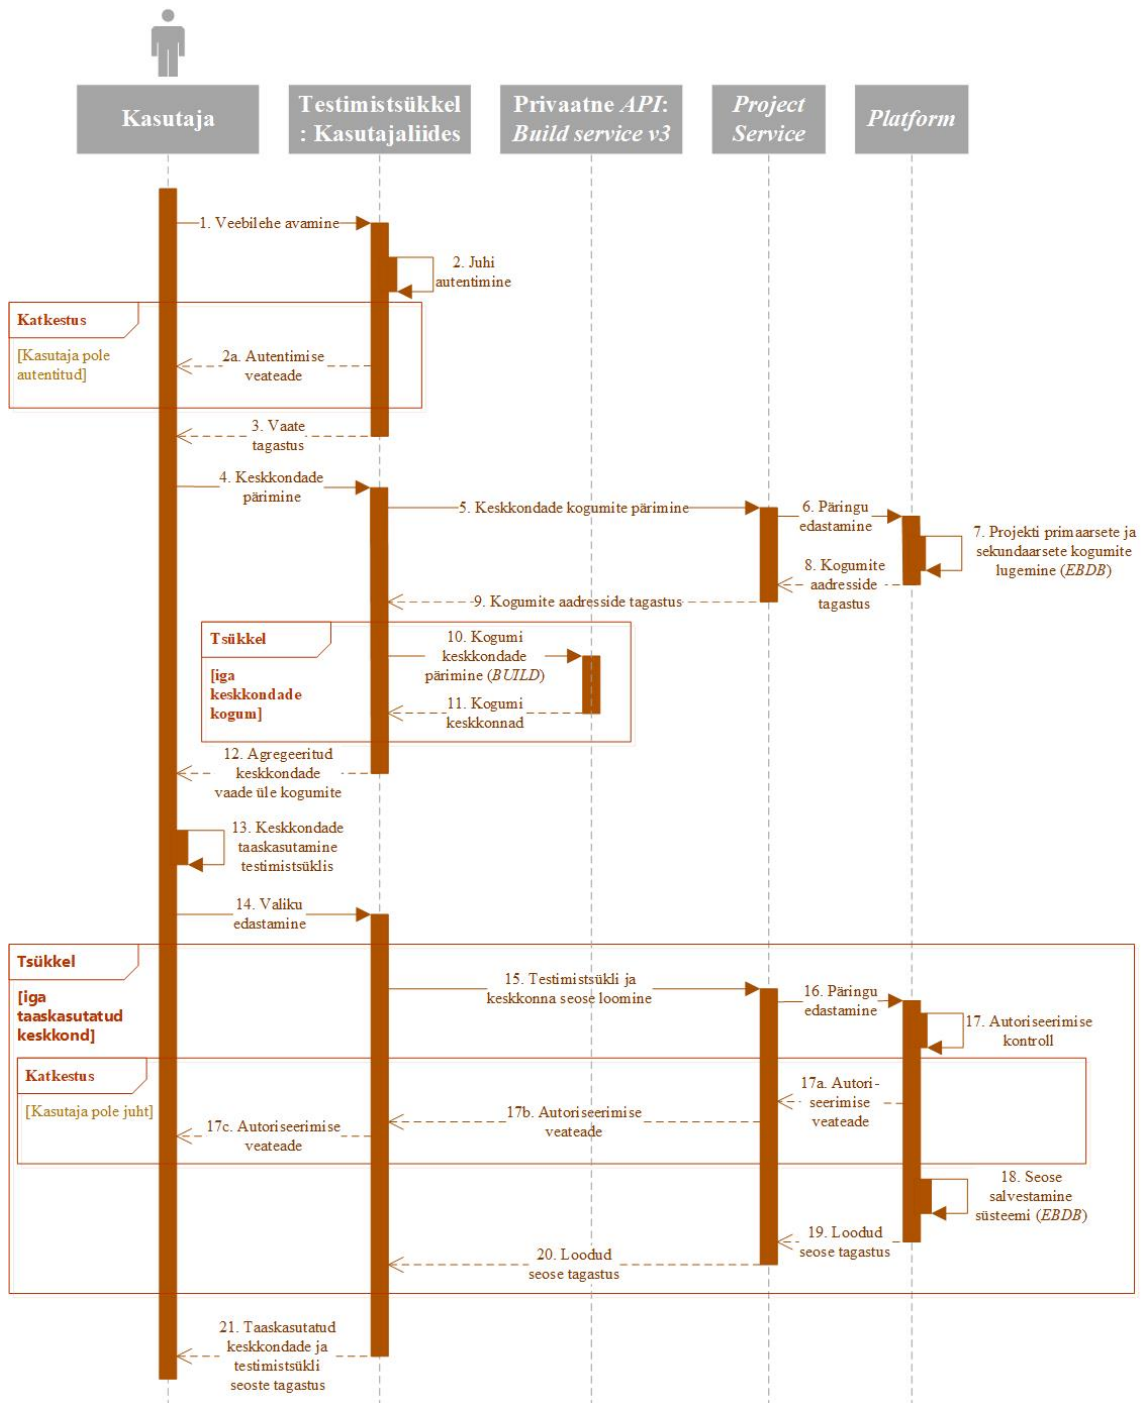 Kasutaja
Testimistsükkel
: Kasutajaliides
Privaatne API:
Build service v3
Project
Service
Platform
1. Veebilehe avamine
2. Juhi
autentimine
Katkestus
[Kasutaja pole
autentitud]
2a. Autentimise
veateade
3. Vaate
tagastus
4. Keskkondade
pärimine
5. Keskkondade kogumite pärimine
6. Päringu
edastamine
7. Projekti primaarsete ja
sekundaarsete kogumite
lugemine (EBDB)
8. Kogumite
aadresside
tagastus
9. Kogumite aadresside tagastus
Tsükkel
[iga
keskkondade
kogum]
10. Kogumi
keskkondade
pärimine (BUILD)
11. Kogumi
keskkonnad
12. Agregeeritud
keskkondade
vaade üle kogumite
13. Keskkondade
taaskasutamine
testimistsüklis
14. Valiku
edastamine
Tsükkel
[iga
taaskasutatud
keskkond]
15. Testimistsükli ja
keskkonna seose loomine
16. Päringu
edastamine
17. Autoriseerimise
kontroll
Katkestus
[Kasutaja pole juht]
17a. Autori-
seerimise
veateade
17b. Autoriseerimise
veateade
17c. Autoriseerimise
veateade
18. Seose
salvestamine
süsteemi (EBDB)
19. Loodud
seose tagastus
20. Loodud
seose tagastus
21. Taaskasutatud
keskkondade ja
testimistsükli
seoste tagastus